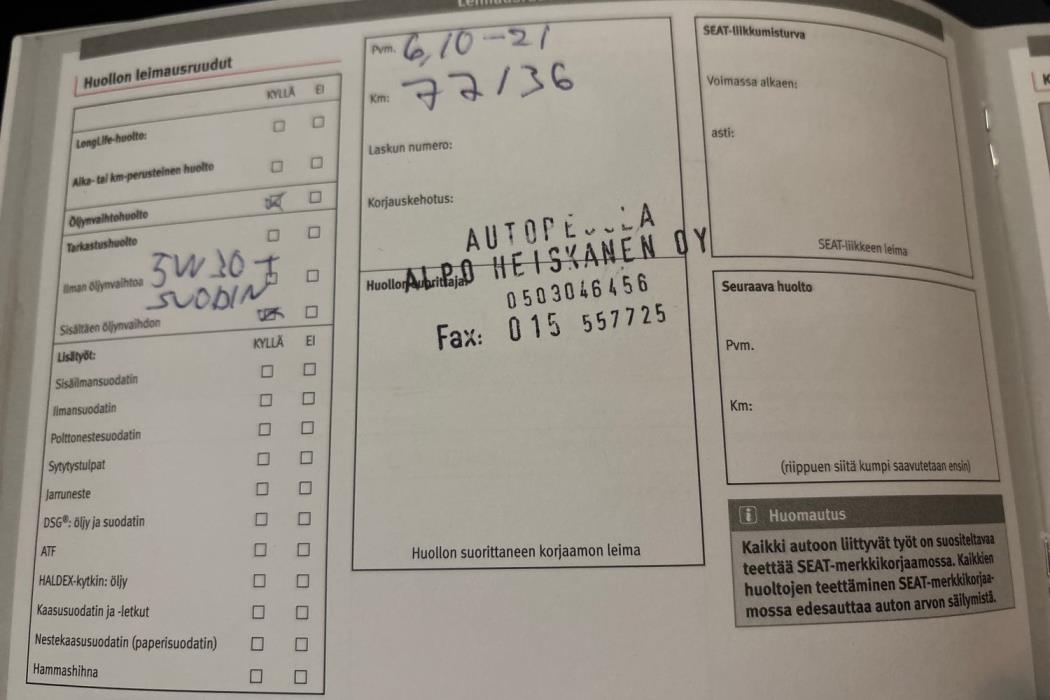 Huollon leimausruudut
KYLLÄ EI
LongLife-huolto:
Aika- tai km-perusteinen huolto
Öljynvaihtohuolto
Tarkastushuolto
Ilman öljynvaihtoa
5W30 +
SUODIN
Sisältäen öljynvaihdon
Lisätyöt: KYLLÄ EI
Sisäilmansuodatin
Ilmansuodatin
Polttonestesuodatin
Sytytystulpat
Jarruneste
DSG®: öljy ja suodatin
ATF
HALDEX-kytkin: öljy
Kaasusuodatin ja -letkut
Nestekaasusuodatin (paperisuodatin)
Hammashihna
Pvm. 6,10-21
Km: 77136
Laskun numero:
Korjauskehotus:
ALPO HEISKANEN OY
0503046456
Fax: 015 557725
Huollon suorittaneen korjaamon leima
SEAT-liikkumisturva
Voimassa alkaen:
asti:
SEAT-liikkeen leima
Seuraava huolto
Pvm.
Km:
(riippuen siitä kumpi saavutetaan ensin)
Huomautus
Kaikki autoon liittyvät työt on suositeltavaa
teettää SEAT-merkkikorjaamossa. Kaikkien
huoltojen teettäminen SEAT-merkkikorjaa-
mossa edesauttaa auton arvon säilymistä.